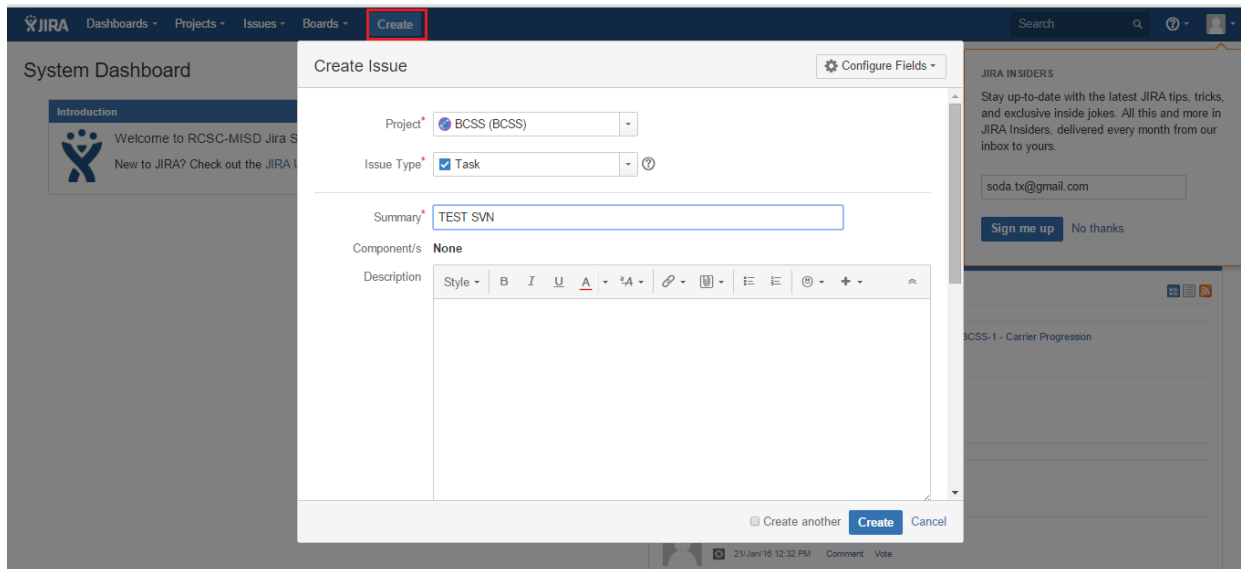 JIRA Dashboards Projects Issues Boards Create Search
System Dashboard
Introduction
Welcome to RCSC-MISD Jira S
New to JIRA? Check out the JIRA U
Create Issue
Configure Fields
Project* BCSS (BCSS)
Issue Type* Task
Summary* TEST SVN
Component/s None
Description
Style B I U A ªA
Create another Create Cancel
JIRA INSIDERS
Stay up-to-date with the latest JIRA tips, tricks,
and exclusive inside jokes. All this and more in
JIRA Insiders, delivered every month from our
inbox to yours.
soda.tx@gmail.com
Sign me up No thanks
BCSS-1 - Carrier Progression
21/Jan/16 12:32 PM Comment Vote